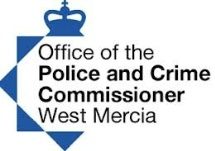 Office of the
Police and Crime
Commissioner
West Mercia